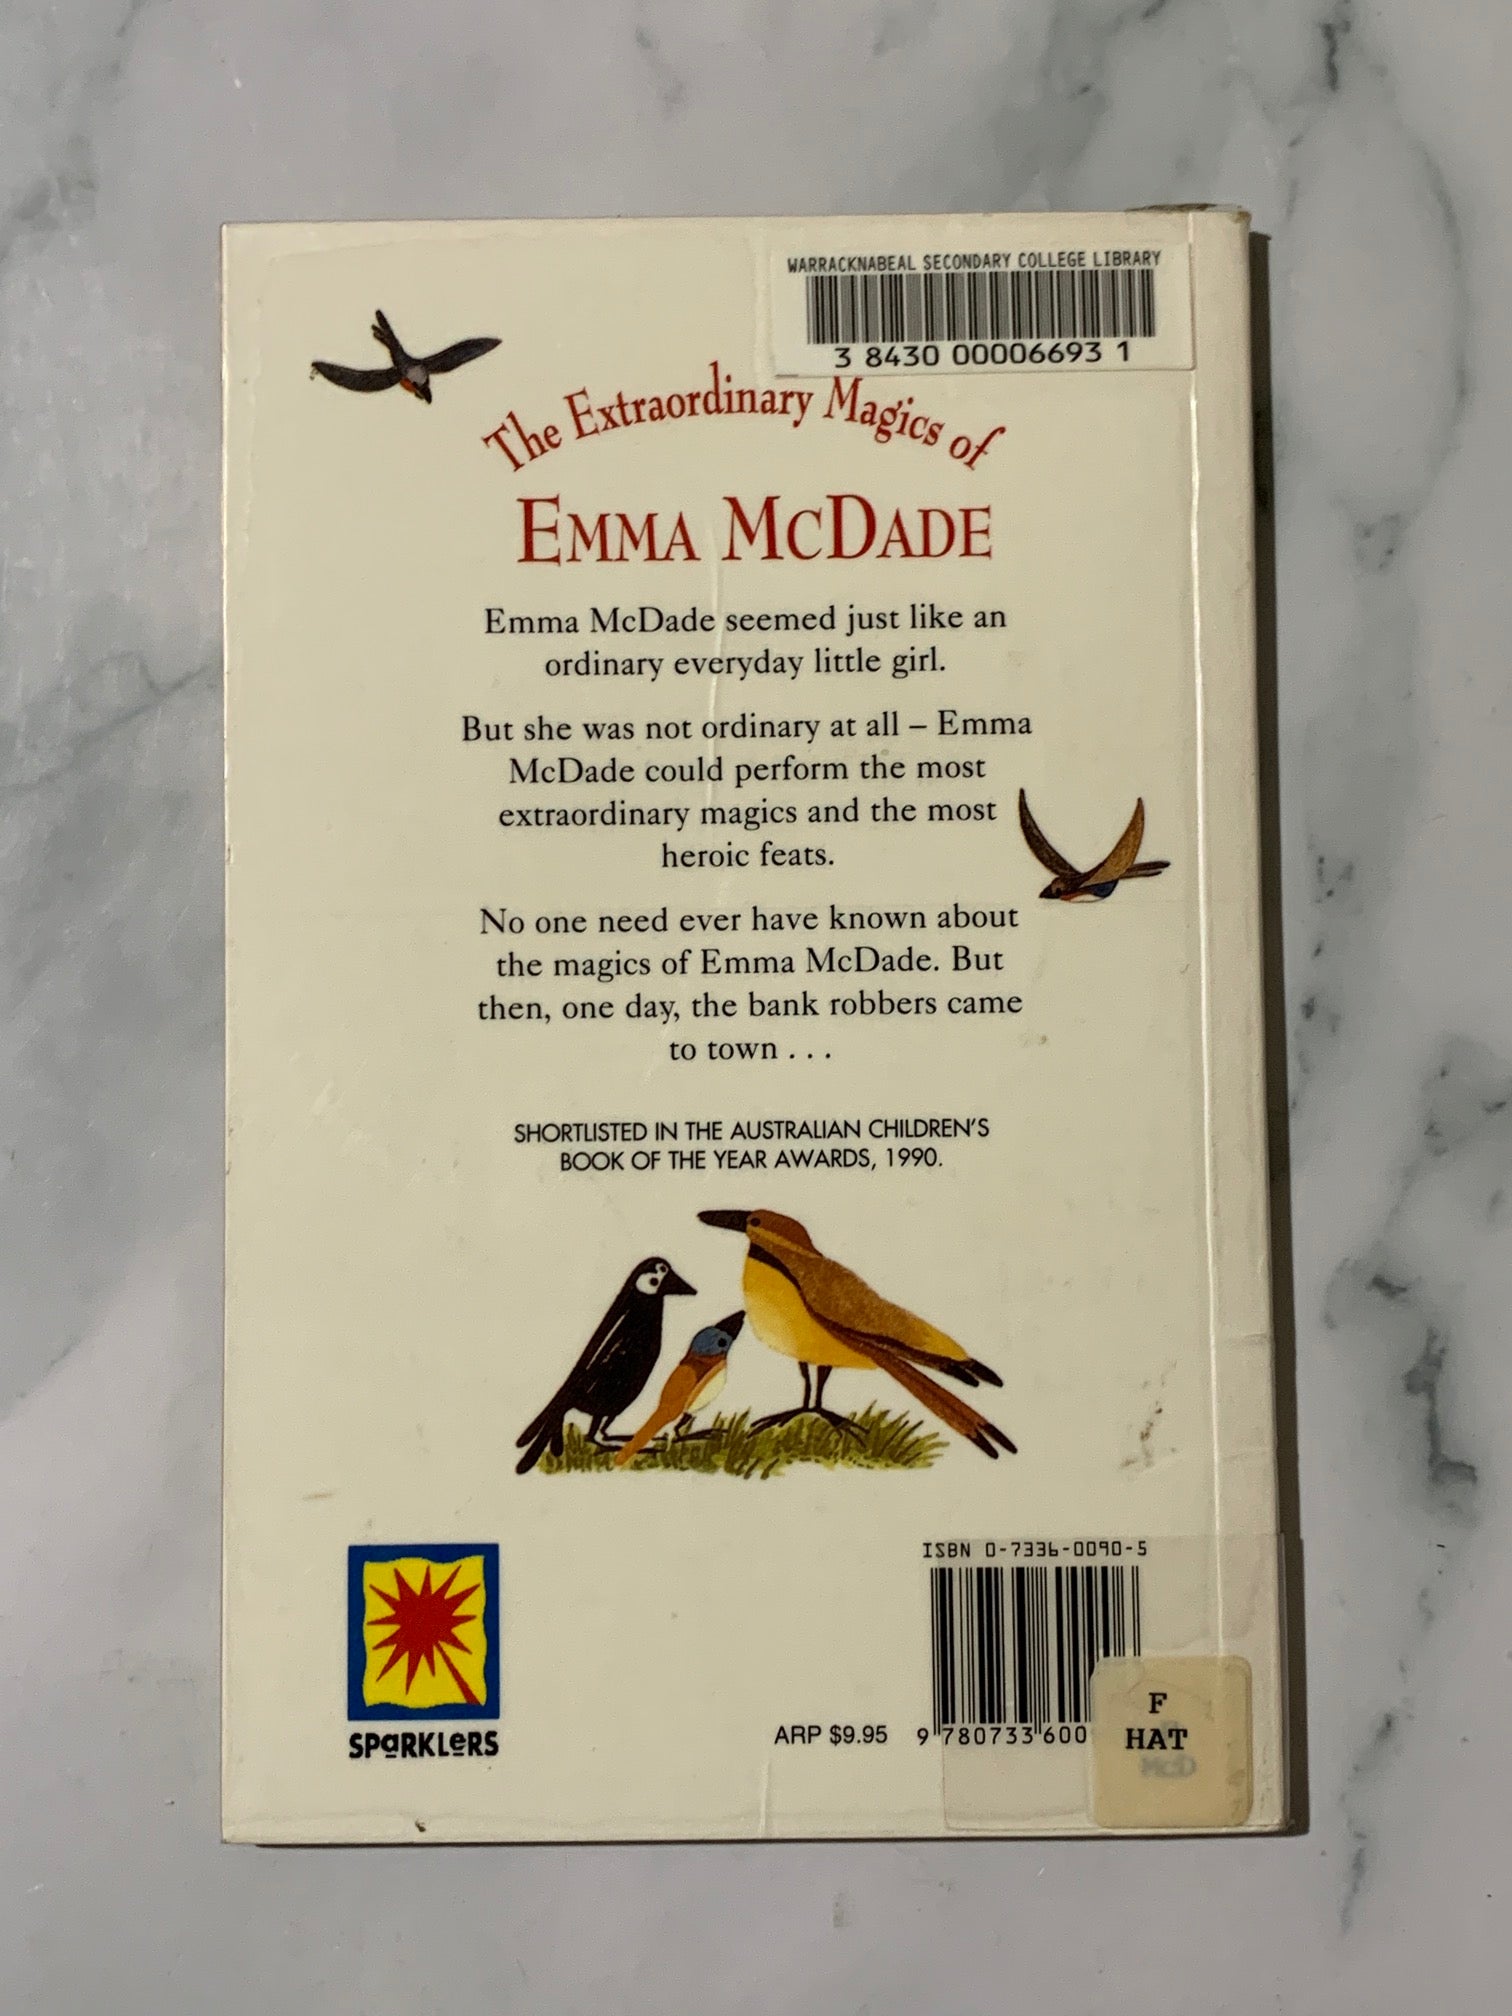 WARRACKNABEAL SECONDARY COLLEGE LIBRARY
3 8430 00006693 1
The Extraordinary Magics of
EMMA MCDADE
Emma McDade seemed just like an
ordinary everyday little girl.
But she was not ordinary at all – Emma
McDade could perform the most
extraordinary magics and the most
heroic feats.
No one need ever have known about
the magics of Emma McDade. But
then, one day, the bank robbers came
to town . . .
SHORTLISTED IN THE AUSTRALIAN CHILDREN'S
BOOK OF THE YEAR AWARDS, 1990.
SPaRKLeRS
ISBN 0-7336-0090-5
ARP $9.95
9 780733 600
F
HAT
McD